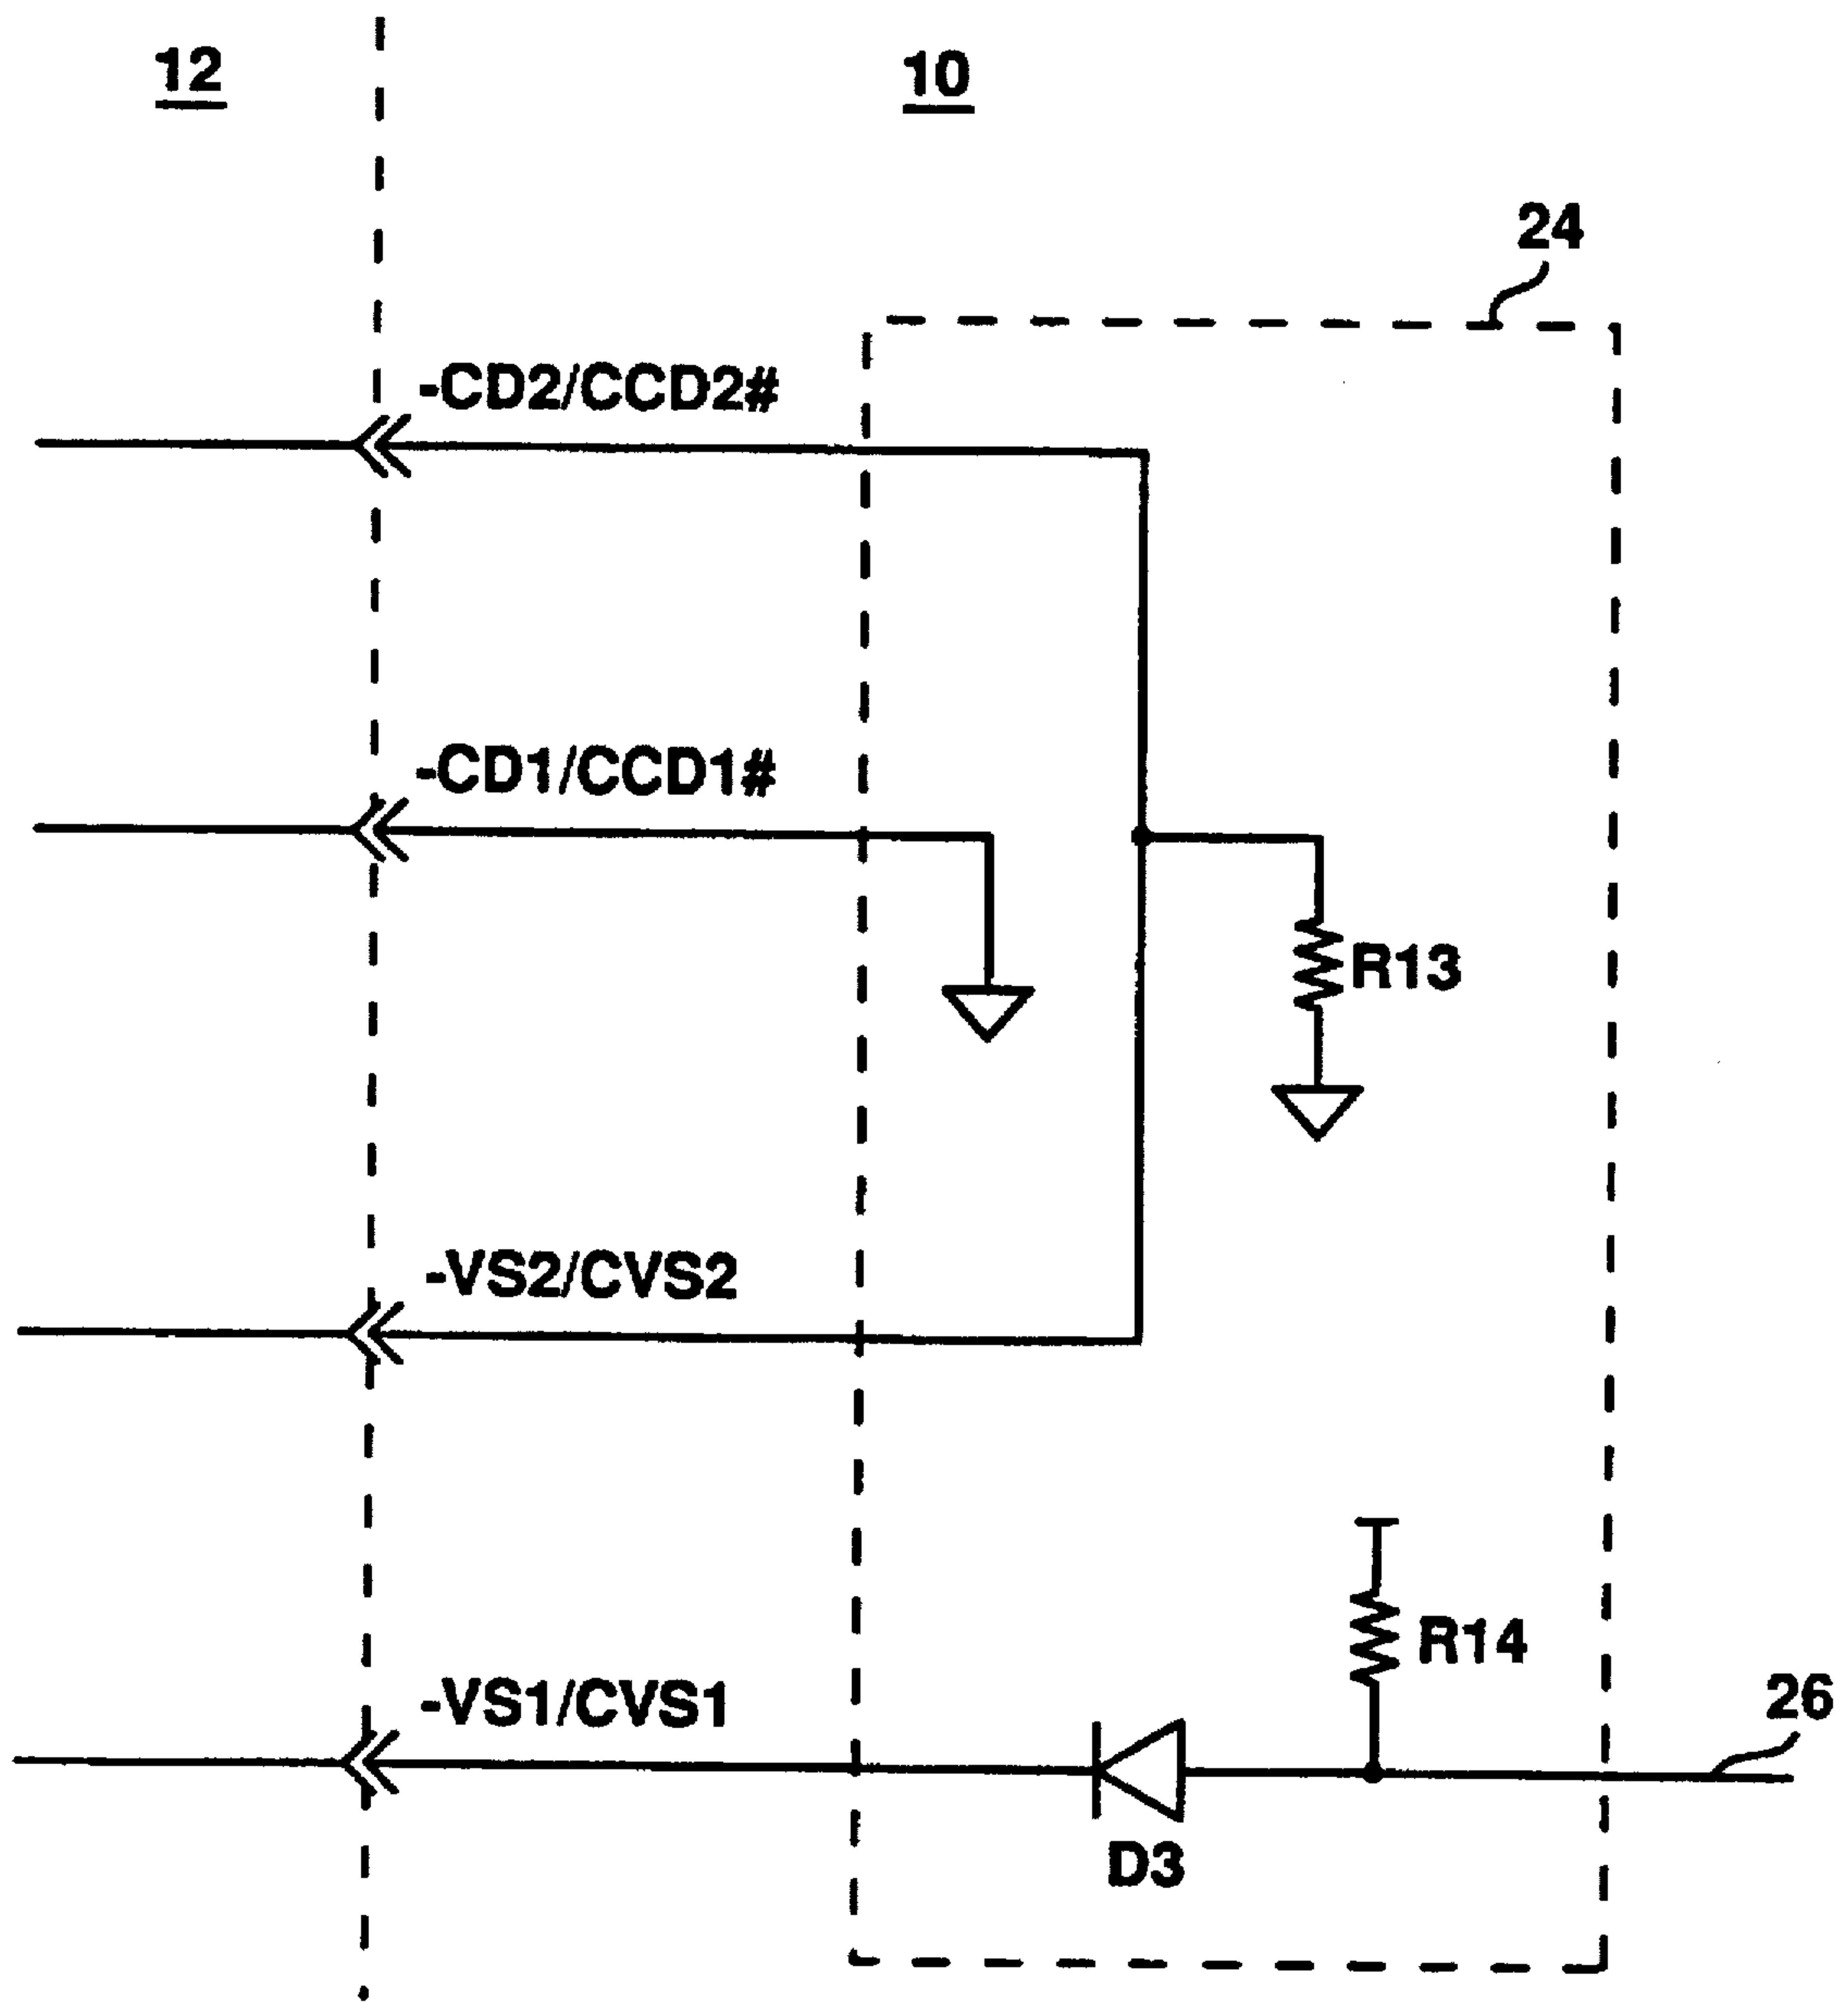 12
10
24
-CD2/CCD2#
-CD1/CCD1#
R13
-VS2/CVS2
R14
26
-VS1/CVS1
D3